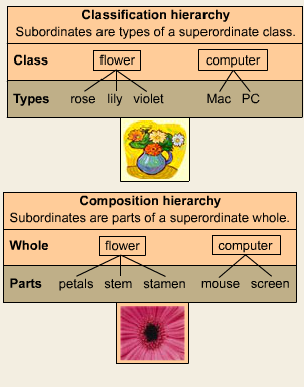 Classification hierarchy
Subordinates are types of a superordinate class.
Class flower computer
Types rose lily violet Mac PC
Composition hierarchy
Subordinates are parts of a superordinate whole.
Whole flower computer
Parts petals stem stamen mouse screen